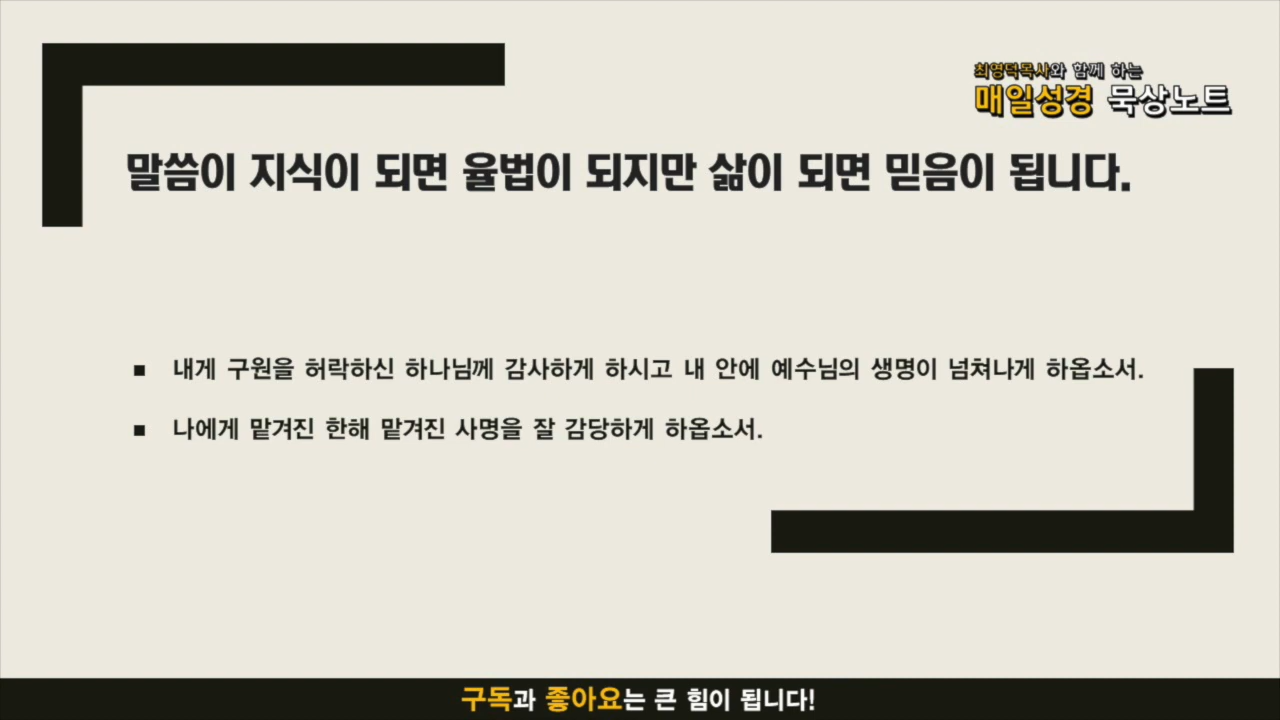 최영덕목사와 함께 하는
매일성경 묵상노트
말씀이 지식이 되면 율법이 되지만 삶이 되면 믿음이 됩니다.
■ 내게 구원을 허락하신 하나님께 감사하게 하시고 내 안에 예수님의 생명이 넘쳐나게 하옵소서.
■ 나에게 맡겨진 한해 맡겨진 사명을 잘 감당하게 하옵소서.
구독과 좋아요는 큰 힘이 됩니다!